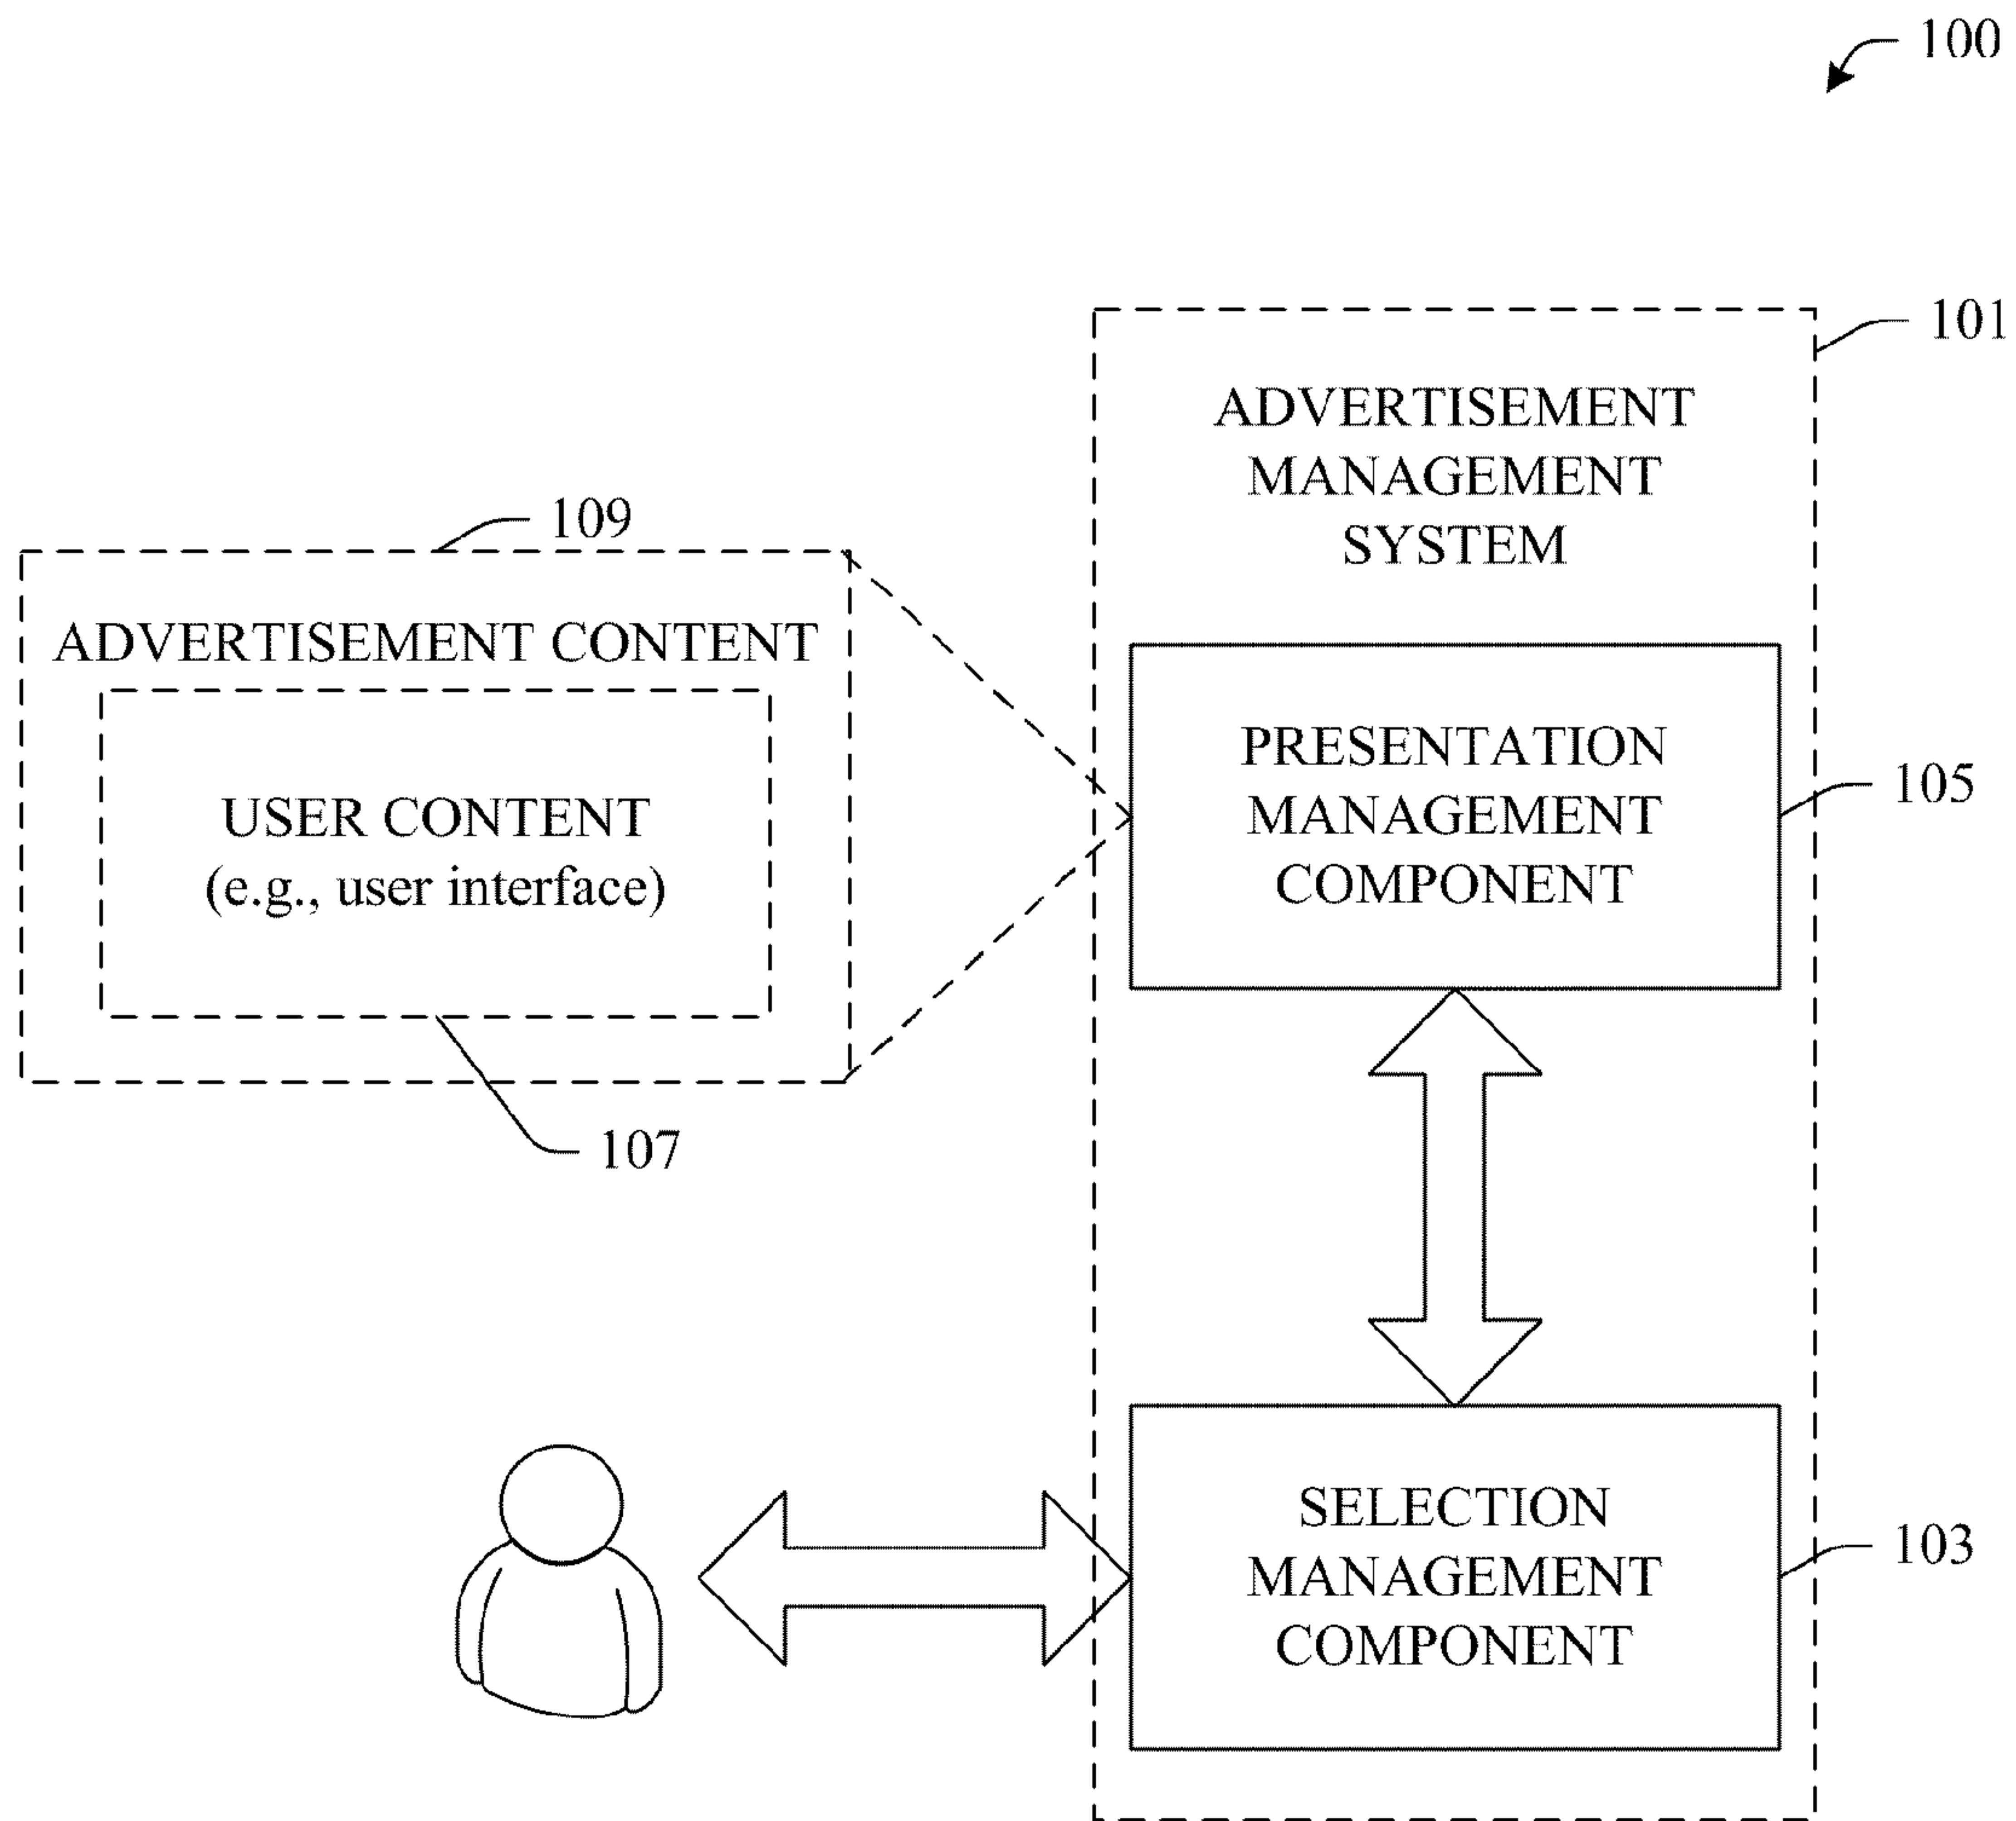 100
101
ADVERTISEMENT
MANAGEMENT
SYSTEM
109
ADVERTISEMENT CONTENT
USER CONTENT
(e.g., user interface)
107
PRESENTATION
MANAGEMENT
COMPONENT
105
SELECTION
MANAGEMENT
COMPONENT
103